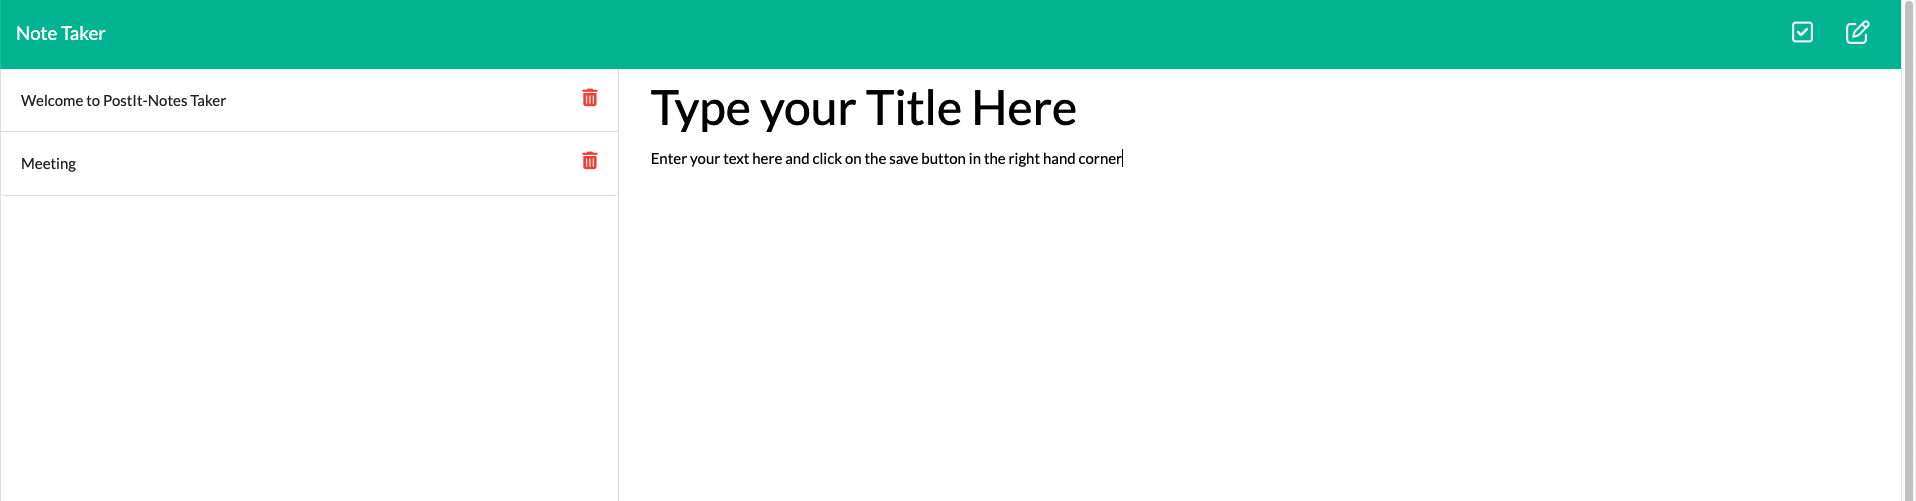 Note Taker
Welcome to PostIt-Notes Taker
Meeting
Type your Title Here
Enter your text here and click on the save button in the right hand corner